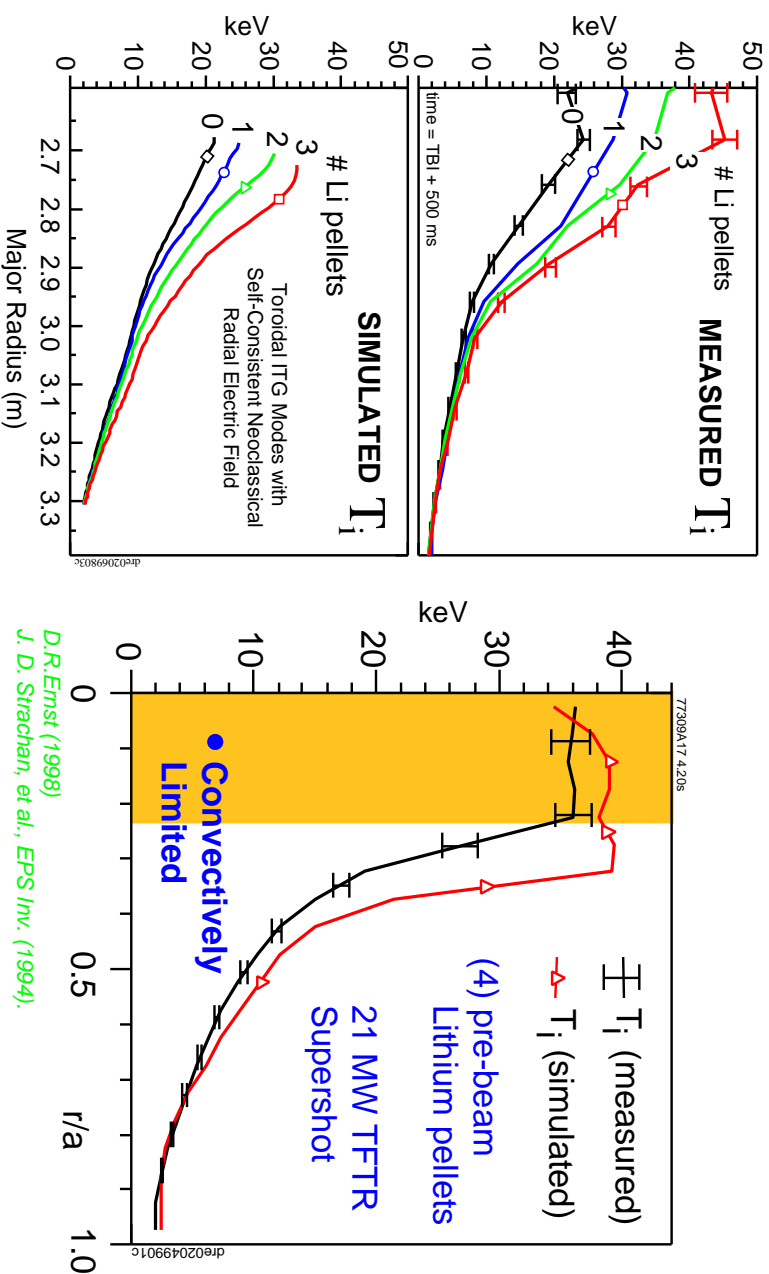 50
40
30
20
10
0
keV
# Li pellets
MEASURED Tᵢ
3
2
1
0
time = TBI + 500 ms
50
40
30
20
10
0
keV
SIMULATED Tᵢ
# Li pellets
3
2
1
0
Toroidal ITG Modes with
Self-Consistent Neoclassical
Radial Electric Field
dre02069803c
2.7 2.8 2.9 3.0 3.1 3.2 3.3
Major Radius (m)
77309A17 4.20s
40
30
20
10
0
keV
Tᵢ (measured)
Tᵢ (simulated)
(4) pre-beam
Lithium pellets
21 MW TFTR
Supershot
• Convectively
Limited
dre02049901c
0 0.5 1.0
r/a
D.R.Ernst (1998)
J. D. Strachan, et al., EPS Inv. (1994).